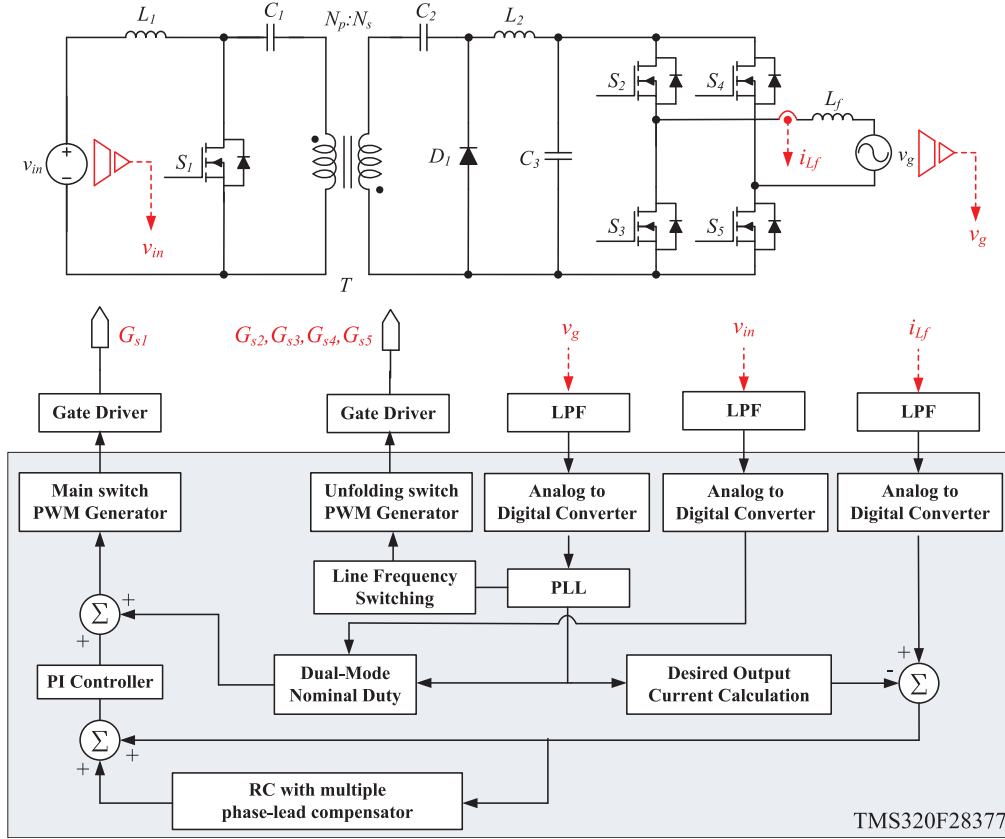 L1
C1
Np:Ns
C2
L2
S2
S4
Lf
vin
+
-
S1
D1
C3
iLf
vg
vin
S3
S5
vg
T
Gs1
Gs2,Gs3,Gs4,Gs5
vg
vin
iLf
Gate Driver
Gate Driver
LPF
LPF
LPF
Main switch
PWM Generator
Unfolding switch
PWM Generator
Analog to
Digital Converter
Analog to
Digital Converter
Analog to
Digital Converter
Line Frequency
Switching
PLL
Σ
+
+
PI Controller
Dual-Mode
Nominal Duty
Desired Output
Current Calculation
+
-
Σ
Σ
+
+
RC with multiple
phase-lead compensator
TMS320F28377